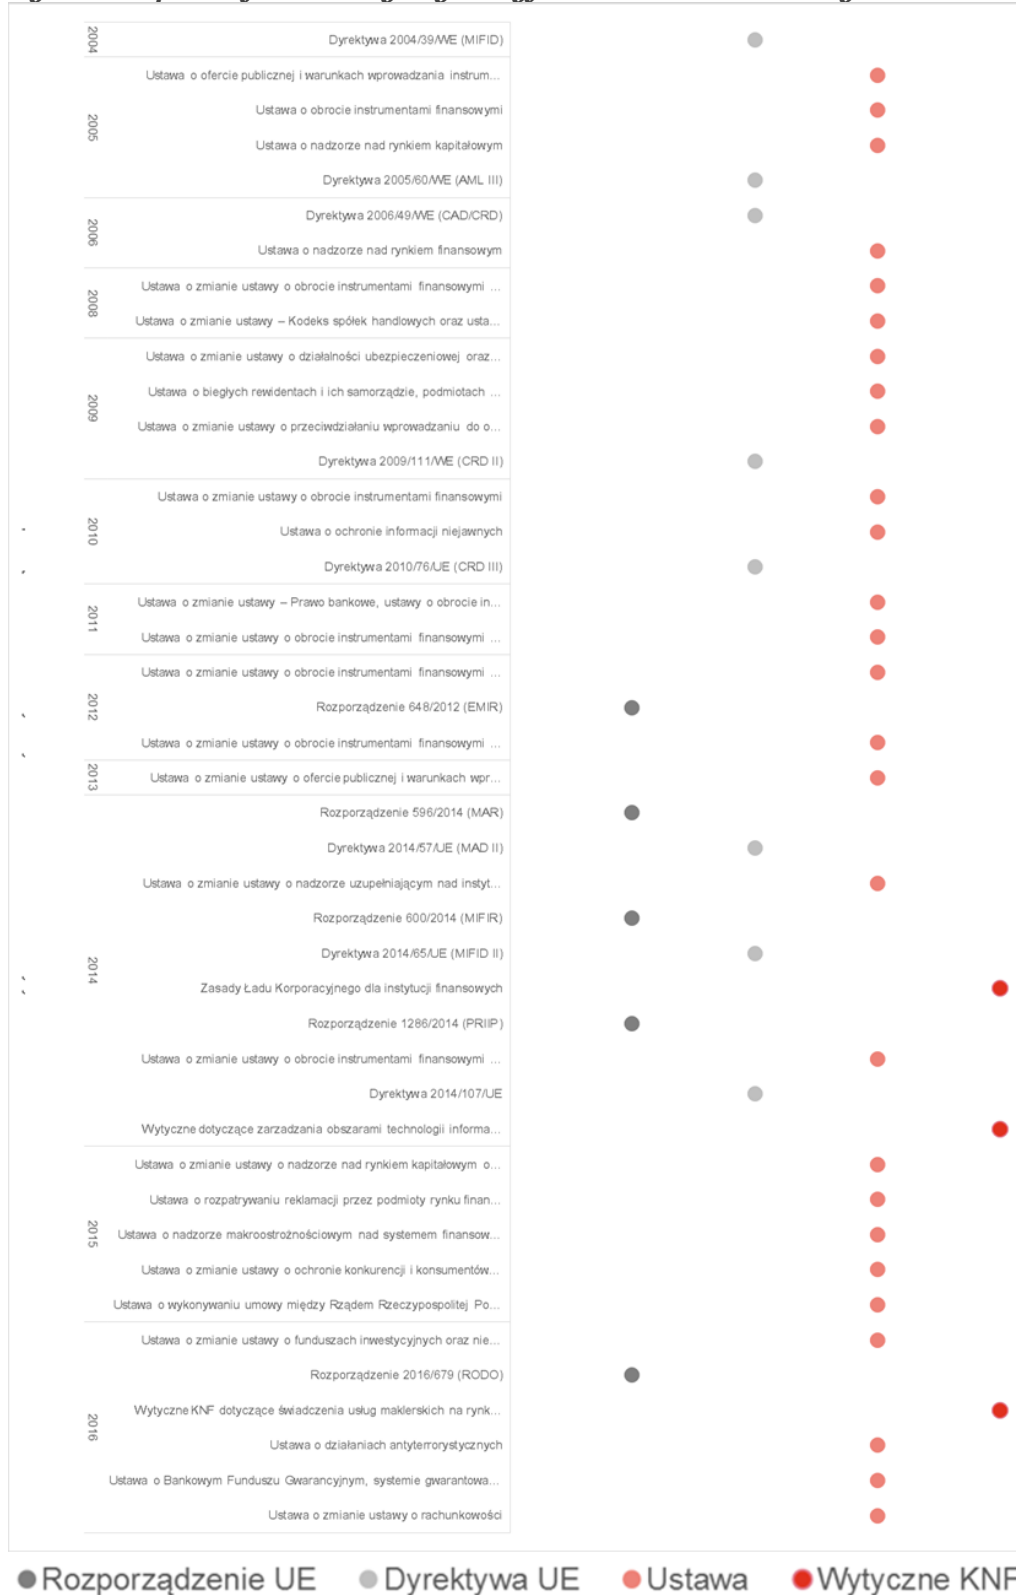 2004
Dyrektywa 2004/39/WE (MIFID)
2005
Ustawa o ofercie publicznej i warunkach wprowadzania instrum...
Ustawa o obrocie instrumentami finansowymi
Ustawa o nadzorze nad rynkiem kapitałowym
Dyrektywa 2005/60/WE (AML III)
2006
Dyrektywa 2006/49/WE (CAD/CRD)
Ustawa o nadzorze nad rynkiem finansowym
2008
Ustawa o zmianie ustawy o obrocie instrumentami finansowymi ...
Ustawa o zmianie ustawy – Kodeks spółek handlowych oraz usta...
2009
Ustawa o zmianie ustawy o działalności ubezpieczeniowej oraz...
Ustawa o biegłych rewidentach i ich samorządzie, podmiotach ...
Ustawa o zmianie ustawy o przeciwdziałaniu wprowadzaniu do o...
Dyrektywa 2009/111/WE (CRD II)
2010
Ustawa o zmianie ustawy o obrocie instrumentami finansowymi
Ustawa o ochronie informacji niejawnych
Dyrektywa 2010/76/UE (CRD III)
2011
Ustawa o zmianie ustawy – Prawo bankowe, ustawy o obrocie in...
Ustawa o zmianie ustawy o obrocie instrumentami finansowymi ...
2012
Ustawa o zmianie ustawy o obrocie instrumentami finansowymi ...
Rozporządzenie 648/2012 (EMIR)
Ustawa o zmianie ustawy o obrocie instrumentami finansowymi ...
2013
Ustawa o zmianie ustawy o ofercie publicznej i warunkach wpr...
2014
Rozporządzenie 596/2014 (MAR)
Dyrektywa 2014/57/UE (MAD II)
Ustawa o zmianie ustawy o nadzorze uzupełniającym nad instyt...
Rozporządzenie 600/2014 (MIFIR)
Dyrektywa 2014/65/UE (MIFID II)
Zasady Ładu Korporacyjnego dla instytucji finansowych
Rozporządzenie 1286/2014 (PRIIP)
Ustawa o zmianie ustawy o obrocie instrumentami finansowymi ...
Dyrektywa 2014/107/UE
Wytyczne dotyczące zarzadzania obszarami technologii informa...
2015
Ustawa o zmianie ustawy o nadzorze nad rynkiem kapitałowym o...
Ustawa o rozpatrywaniu reklamacji przez podmioty rynku finan...
Ustawa o nadzorze makroostrożnościowym nad systemem finansow...
Ustawa o zmianie ustawy o ochronie konkurencji i konsumentów...
Ustawa o wykonywaniu umowy między Rządem Rzeczypospolitej Po...
2016
Ustawa o zmianie ustawy o funduszach inwestycyjnych oraz nie...
Rozporządzenie 2016/679 (RODO)
Wytyczne KNF dotyczące świadczenia usług maklerskich na rynk...
Ustawa o działaniach antyterrorystycznych
Ustawa o Bankowym Funduszu Gwarancyjnym, systemie gwarantowa...
Ustawa o zmianie ustawy o rachunkowości
Rozporządzenie UE Dyrektywa UE Ustawa Wytyczne KNF